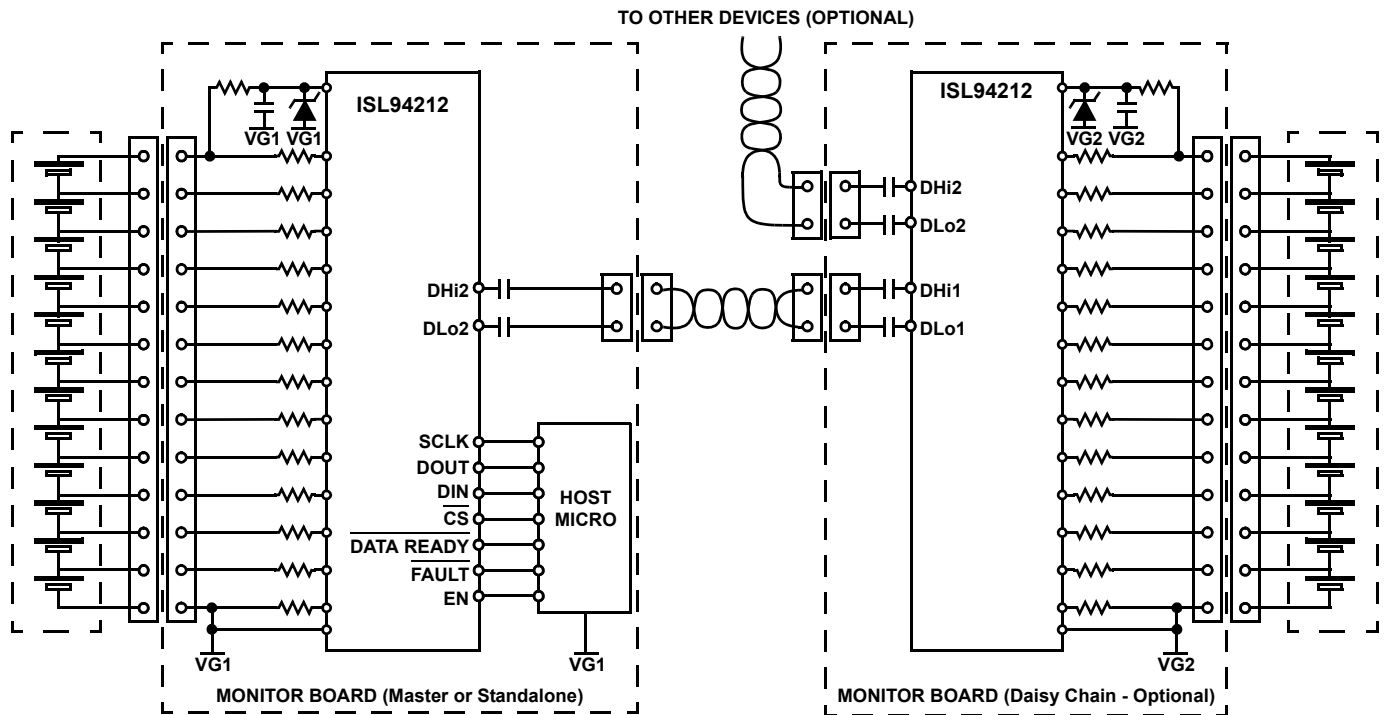 TO OTHER DEVICES (OPTIONAL)
ISL94212
VG1 VG1
DHi2
DLo2
SCLK
DOUT
DIN
CS
DATA READY
FAULT
EN
HOST
MICRO
VG1
VG1
MONITOR BOARD (Master or Standalone)
ISL94212
VG2 VG2
DHi2
DLo2
DHi1
DLo1
VG2
MONITOR BOARD (Daisy Chain - Optional)